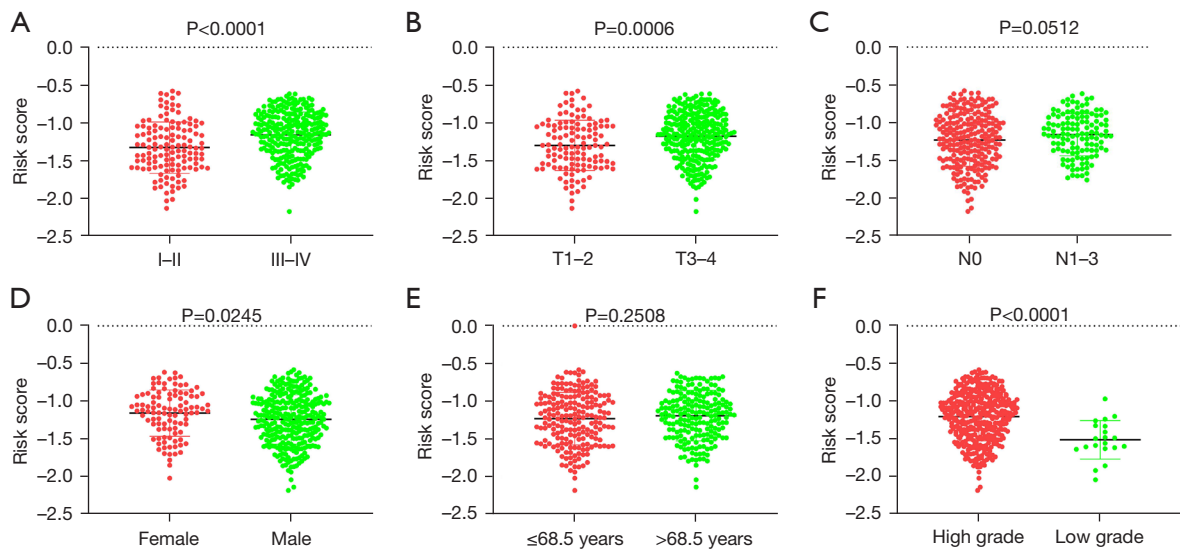 A
P<0.0001
Risk score
0.0
–0.5
–1.0
–1.5
–2.0
–2.5
I–II
III–IV
B
P=0.0006
Risk score
0.0
–0.5
–1.0
–1.5
–2.0
–2.5
T1–2
T3–4
C
P=0.0512
Risk score
0.0
–0.5
–1.0
–1.5
–2.0
–2.5
N0
N1–3
D
P=0.0245
Risk score
0.0
–0.5
–1.0
–1.5
–2.0
–2.5
Female
Male
E
P=0.2508
Risk score
0.0
–0.5
–1.0
–1.5
–2.0
–2.5
≤68.5 years
>68.5 years
F
P<0.0001
Risk score
0.0
–0.5
–1.0
–1.5
–2.0
–2.5
High grade
Low grade